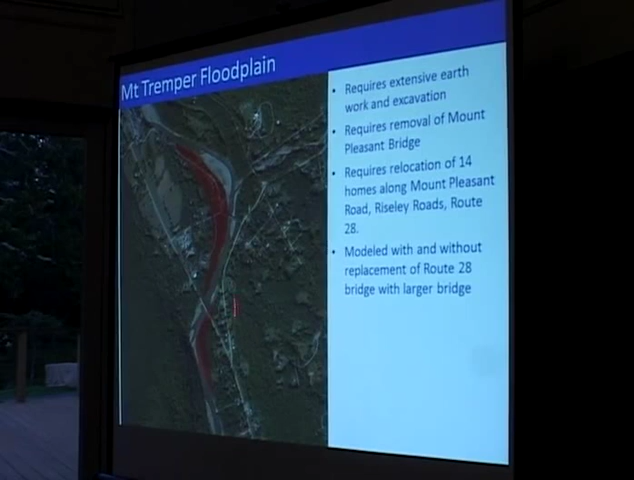 Mt Tremper Floodplain
• Requires extensive earth
work and excavation
• Requires removal of Mount
Pleasant Bridge
• Requires relocation of 14
homes along Mount Pleasant
Road, Riseley Roads, Route
28.
• Modeled with and without
replacement of Route 28
bridge with larger bridge